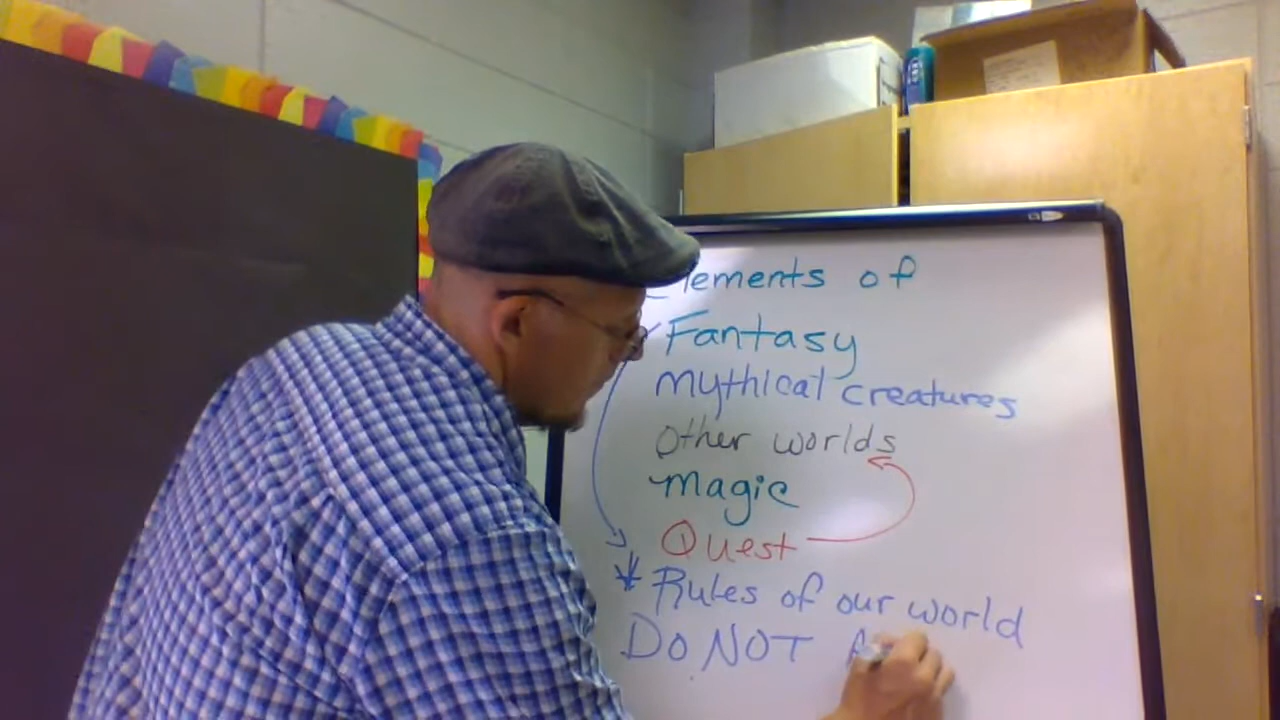 Elements of
Fantasy
Mythical creatures
Other worlds
Magic
Quest
* Rules of our world
DO NOT